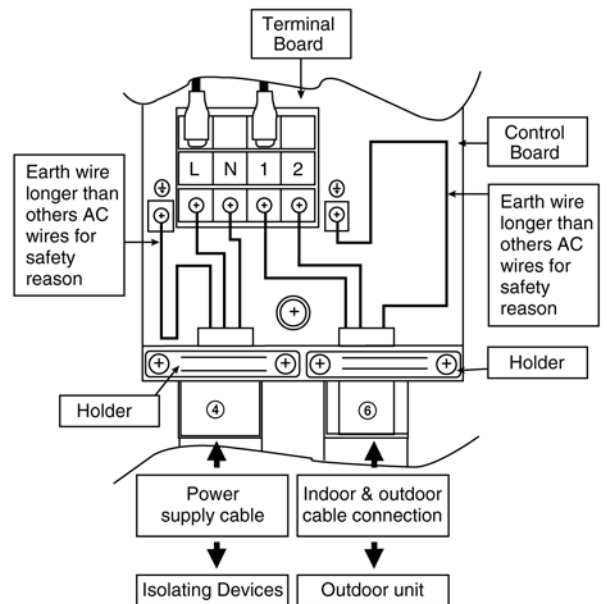 Terminal
Board
Control
Board
L N 1 2
Earth wire
longer than
others AC
wires for
safety
reason
Earth wire
longer than
others AC
wires for
safety
reason
Holder
Holder
④
⑥
Power
supply cable
Indoor & outdoor
cable connection
Isolating Devices
Outdoor unit